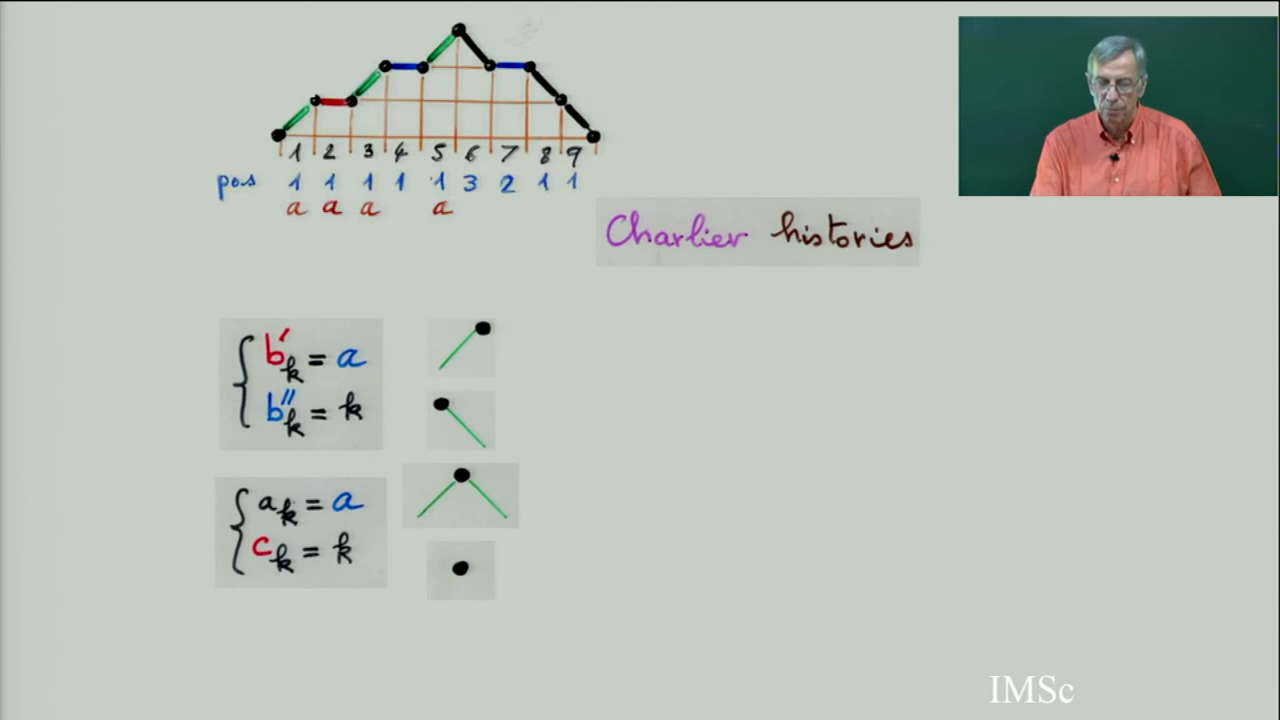 1 2 3 4 5 6 7 8 9
pos 1 1 1 1 1 3 2 1 1
a a a a
Charlier histories
b′k = a
b″k = k
ak = a
ck = k
IMSc